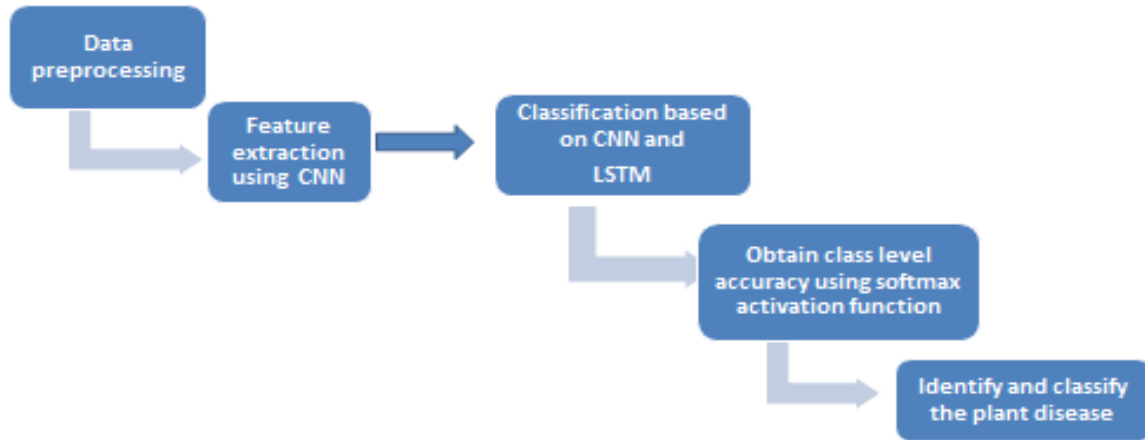 Data
preprocessing
Feature
extraction
using CNN
Classification based
on CNN and
LSTM
Obtain class level
accuracy using softmax
activation function
Identify and classify
the plant disease